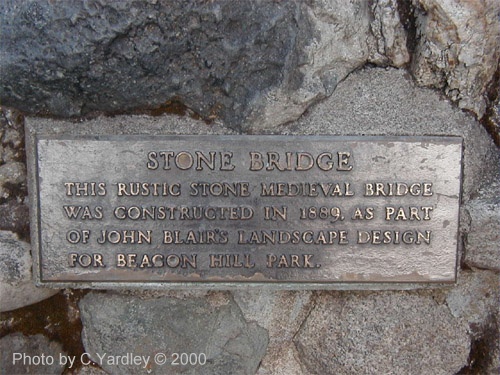 STONE BRIDGE
THIS RUSTIC STONE MEDIEVAL BRIDGE
WAS CONSTRUCTED IN 1889, AS PART
OF JOHN BLAIR'S LANDSCAPE DESIGN
FOR BEACON HILL PARK.
Photo by C.Yardley © 2000